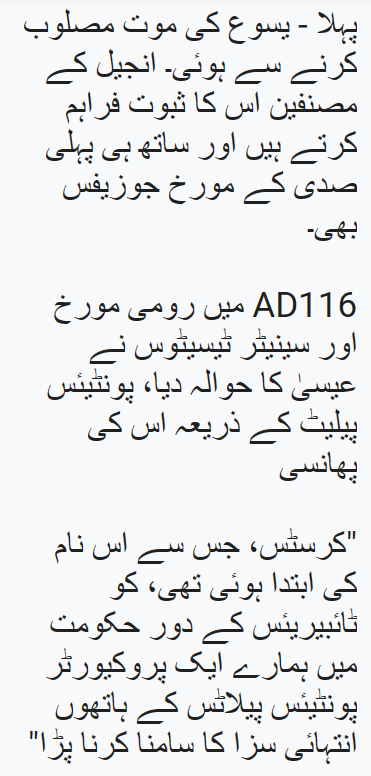 پہلا - یسوع کی موت مصلوب
کرنے سے ہوئی۔ انجیل کے
مصنفین اس کا ثبوت فراہم
کرتے ہیں اور ساتھ ہی پہلی
صدی کے مورخ جوزیفس
بھی۔
AD116 میں رومی مورخ
اور سینیٹر ٹیسیٹوس نے
عیسیٰ کا حوالہ دیا، پونٹیئس
پیلیٹ کے ذریعہ اس کی
پھانسی
"کرسٹس، جس سے اس نام
کی ابتدا ہوئی تھی، کو
ٹائبیریئس کے دور حکومت
میں ہمارے ایک پروکیورٹر
پونٹیئس پیلاٹس کے ہاتھوں
انتہائی سزا کا سامنا کرنا پڑا"